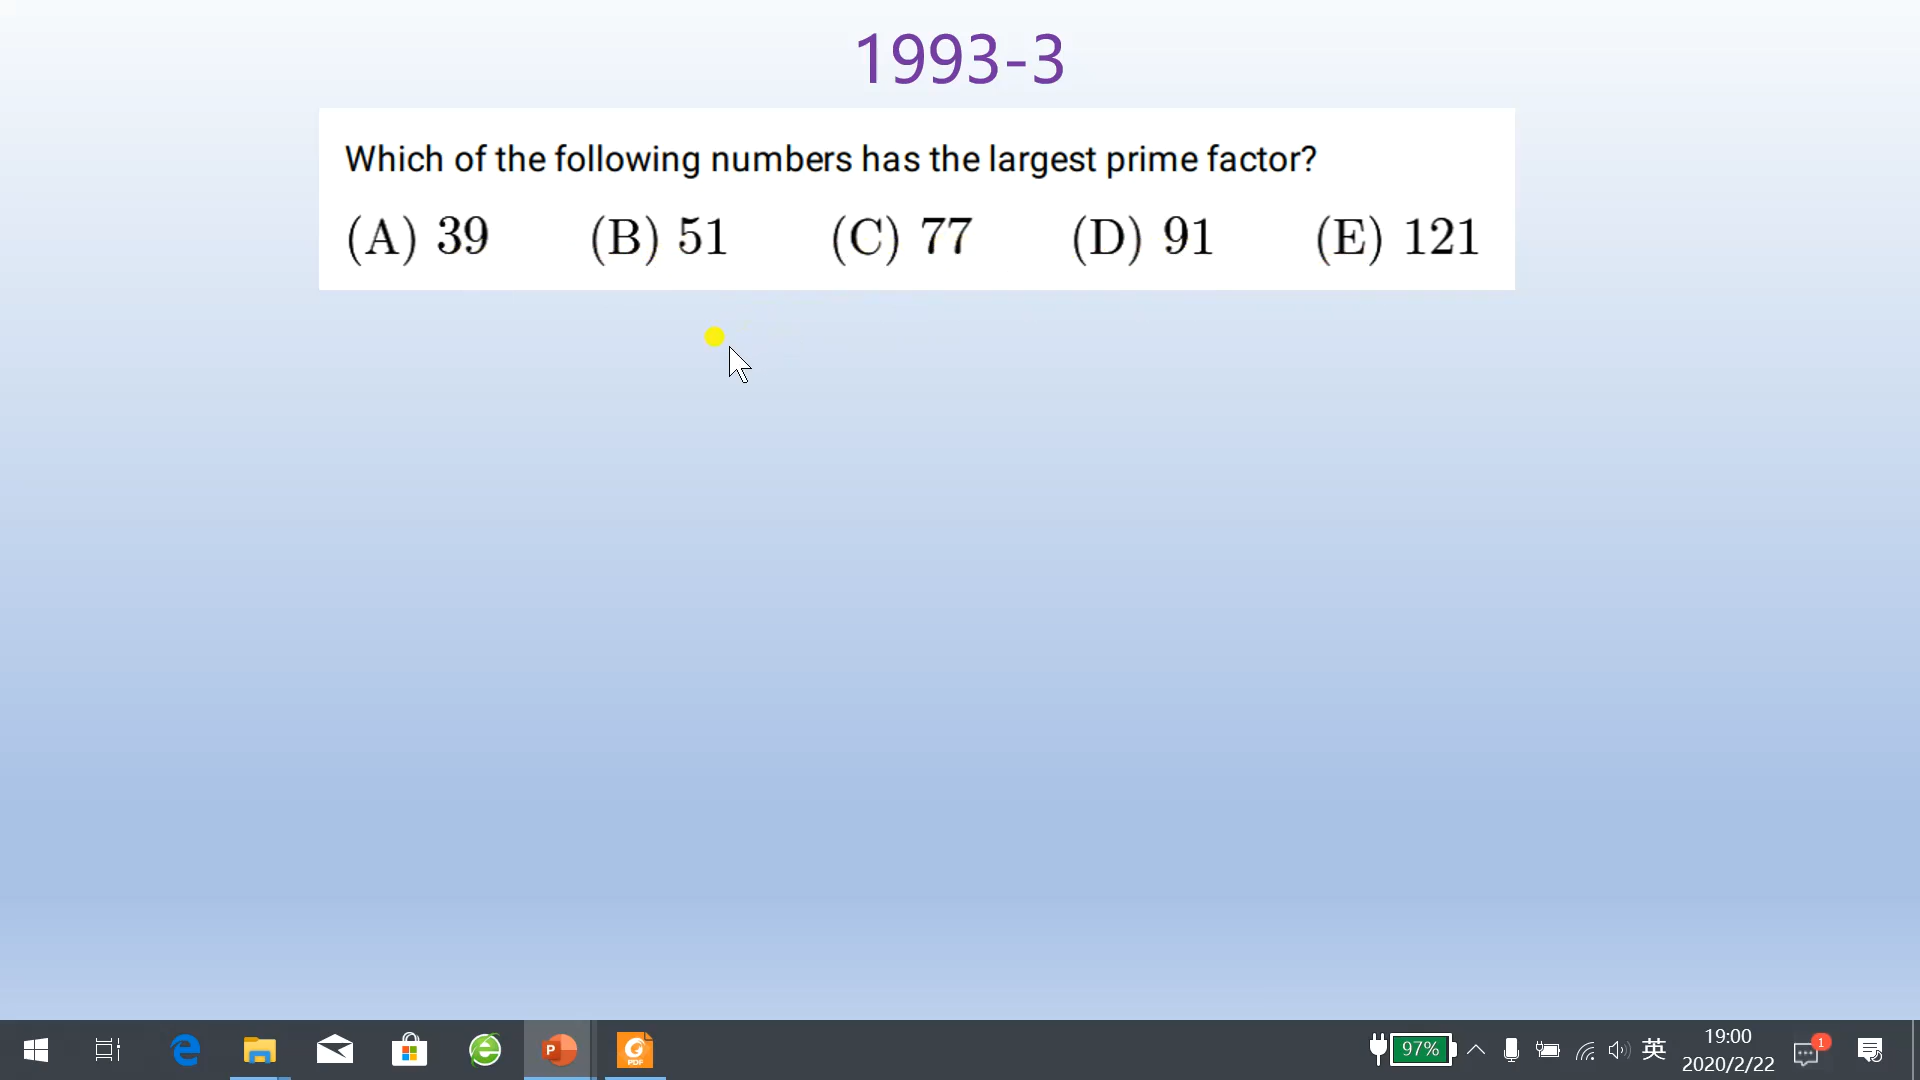 1993-3
Which of the following numbers has the largest prime factor?
(A) 39 (B) 51 (C) 77 (D) 91 (E) 121
97% 英 19:00 1
2020/2/22
P
PDF